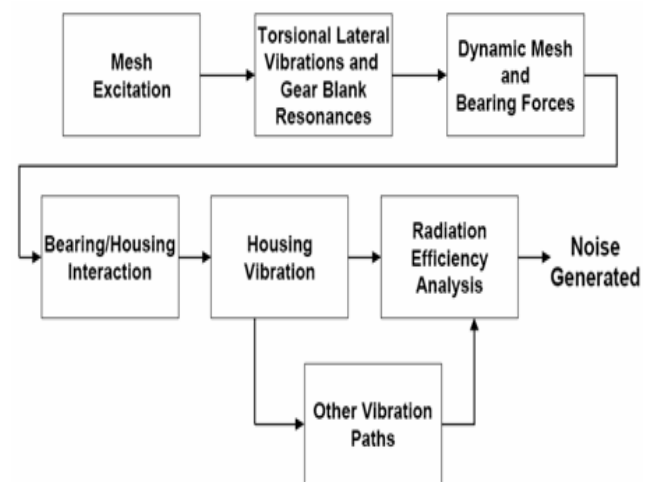 Mesh
Excitation
Torsional Lateral
Vibrations and
Gear Blank
Resonances
Dynamic Mesh
and
Bearing Forces
Bearing/Housing
Interaction
Housing
Vibration
Radiation
Efficiency
Analysis
Noise
Generated
Other Vibration
Paths